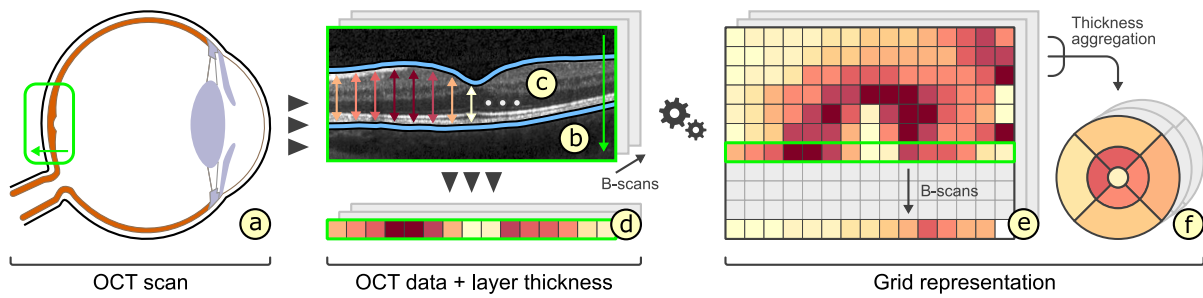 Thickness
aggregation
c
b
B-scans
a
d
B-scans
e
f
OCT scan
OCT data + layer thickness
Grid representation